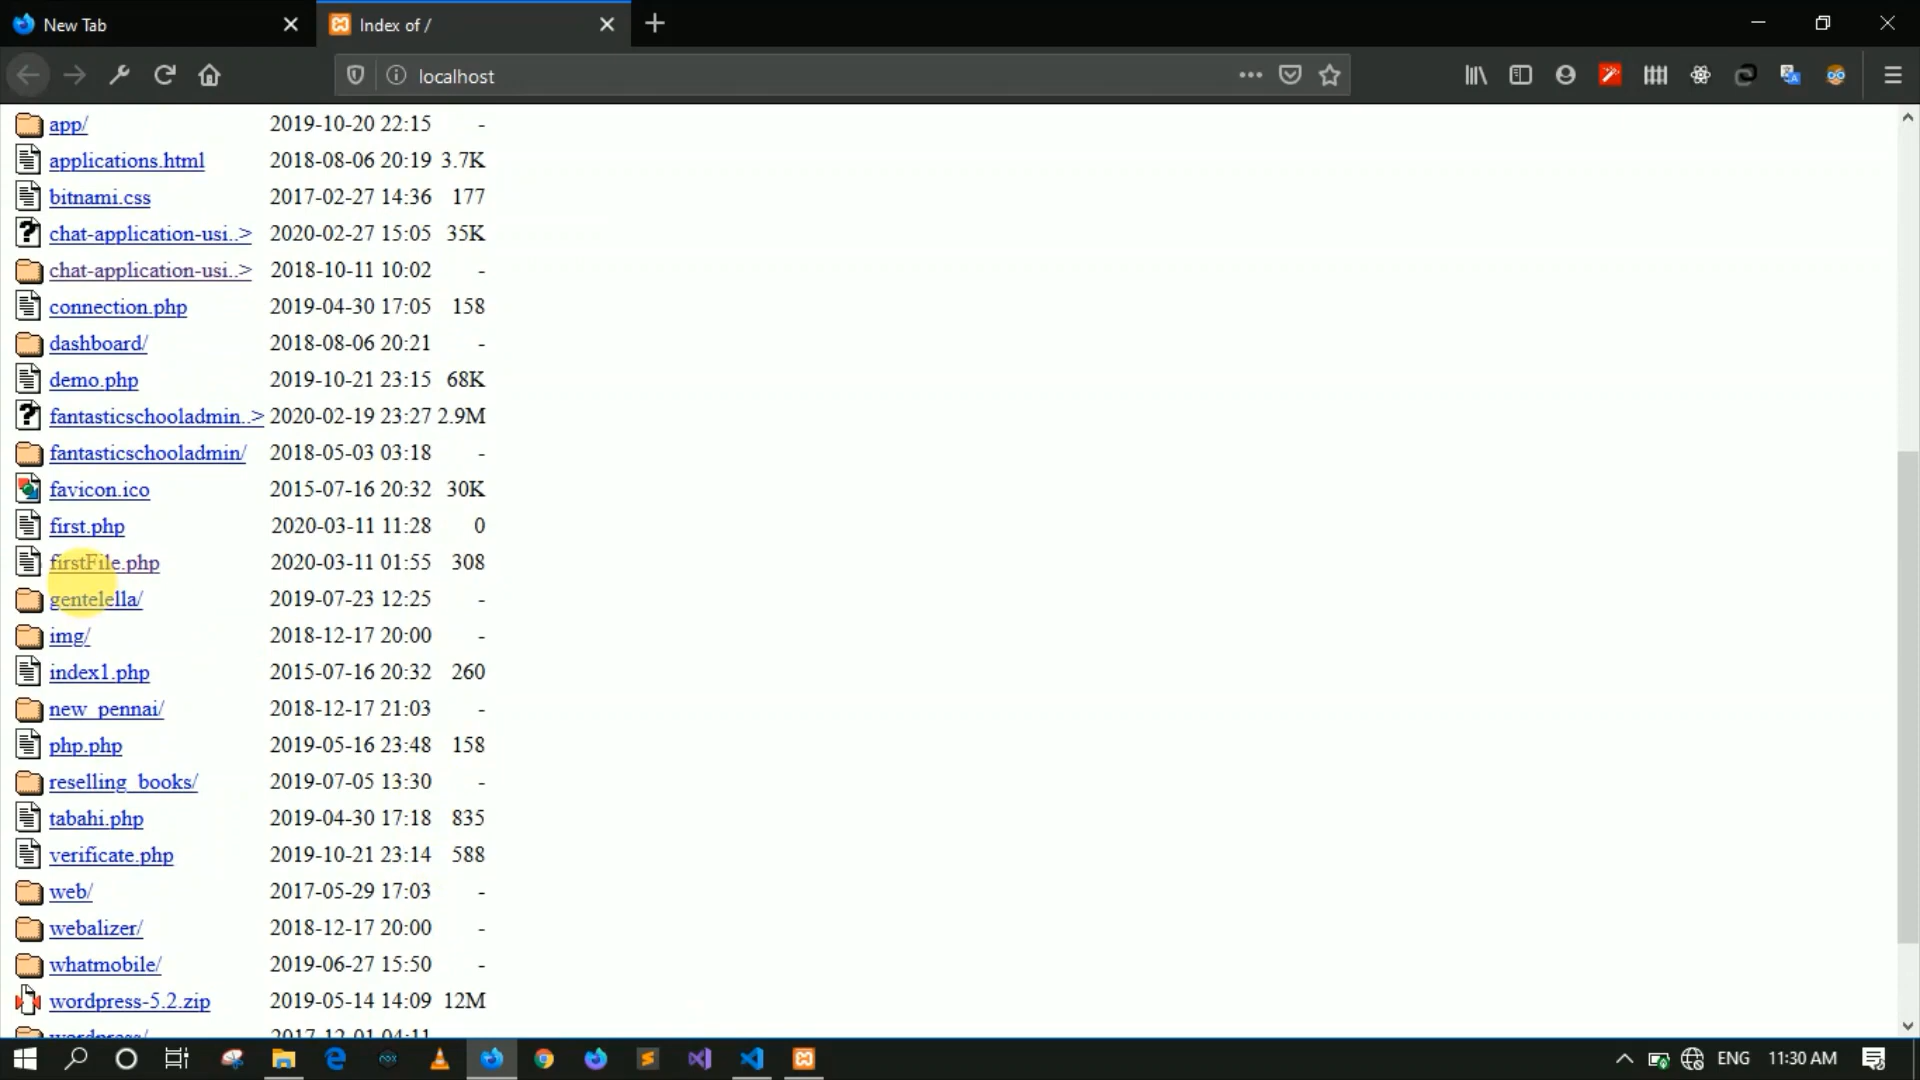 New Tab
Index of /
localhost
app/ 2019-10-20 22:15 -
applications.html 2018-08-06 20:19 3.7K
bitnami.css 2017-02-27 14:36 177
chat-application-usi..> 2020-02-27 15:05 35K
chat-application-usi..> 2018-10-11 10:02 -
connection.php 2019-04-30 17:05 158
dashboard/ 2018-08-06 20:21 -
demo.php 2019-10-21 23:15 68K
fantasticschooladmin..> 2020-02-19 23:27 2.9M
fantasticschooladmin/ 2018-05-03 03:18 -
favicon.ico 2015-07-16 20:32 30K
first.php 2020-03-11 11:28 0
firstFile.php 2020-03-11 01:55 308
gentelella/ 2019-07-23 12:25 -
img/ 2018-12-17 20:00 -
index1.php 2015-07-16 20:32 260
new_pennai/ 2018-12-17 21:03 -
php.php 2019-05-16 23:48 158
reselling_books/ 2019-07-05 13:30 -
tabahi.php 2019-04-30 17:18 835
verificate.php 2019-10-21 23:14 588
web/ 2017-05-29 17:03 -
webalizer/ 2018-12-17 20:00 -
whatmobile/ 2019-06-27 15:50 -
wordpress-5.2.zip 2019-05-14 14:09 12M
wordpress/ 2017-12-01 04:11
ENG 11:30 AM